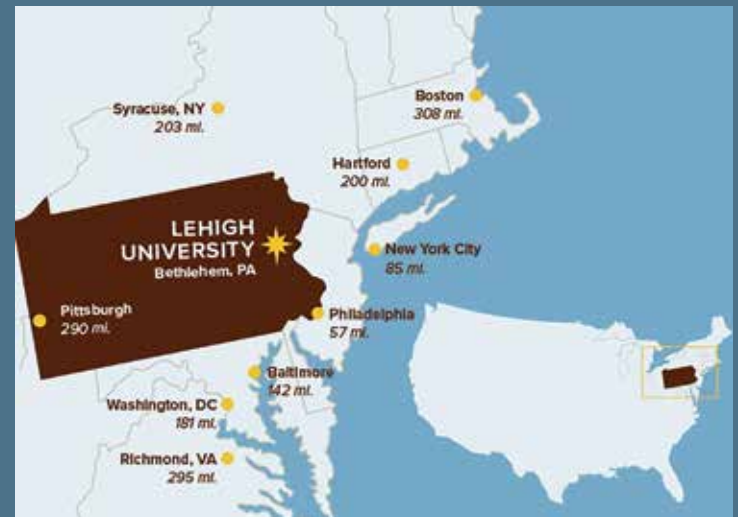 Syracuse, NY
203 mi.
Boston
308 mi.
Hartford
200 mi.
LEHIGH
UNIVERSITY
Bethlehem, PA
New York City
85 mi.
Pittsburgh
290 mi.
Philadelphia
57 mi.
Baltimore
142 mi.
Washington, DC
181 mi.
Richmond, VA
295 mi.